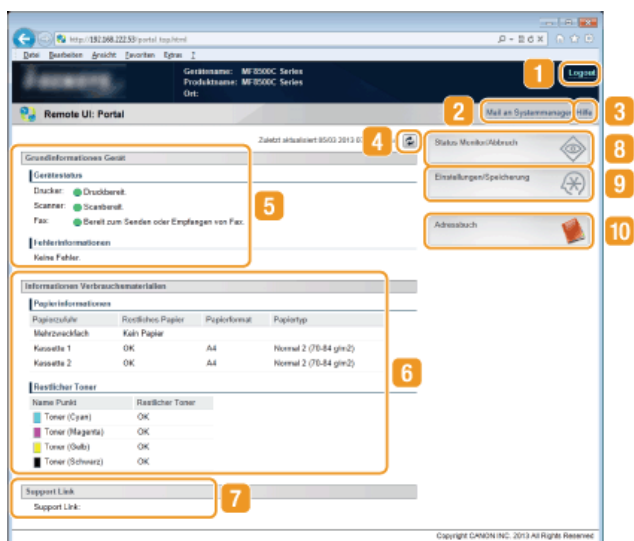 http://192.168.222.53/portal_top.html
Datei Bearbeiten Ansicht Favoriten Extras ?
Gerätename: MF8500C Series
Produktname: MF8500C Series
Ort:
1
Logout
Remote UI: Portal
2
Mail an Systemmanager
Hilfe
3
Zuletzt aktualisiert 05/03 2013
4
Grundinformationen Gerät
Gerätestatus
Drucker: Druckbereit.
Scanner: Scanbereit.
Fax: Bereit zum Senden oder Empfangen von Fax.
5
Fehlerinformationen
Keine Fehler.
Status Monitor/Abbruch
8
Einstellungen/Speicherung
9
Adressbuch
10
Informationen Verbrauchsmaterialien
Papierinformationen
Papierzufuhr Restliches Papier Papierformat Papiertyp
Mehrzweckfach Kein Papier
Kassette 1 OK A4 Normal 2 (70-84 g/m2)
Kassette 2 OK A4 Normal 2 (70-84 g/m2)
6
Restlicher Toner
Name Punkt Restlicher Toner
Toner (Cyan) OK
Toner (Magenta) OK
Toner (Gelb) OK
Toner (Schwarz) OK
Support Link
7
Support Link:
Copyright CANON INC. 2013 All Rights Reserved